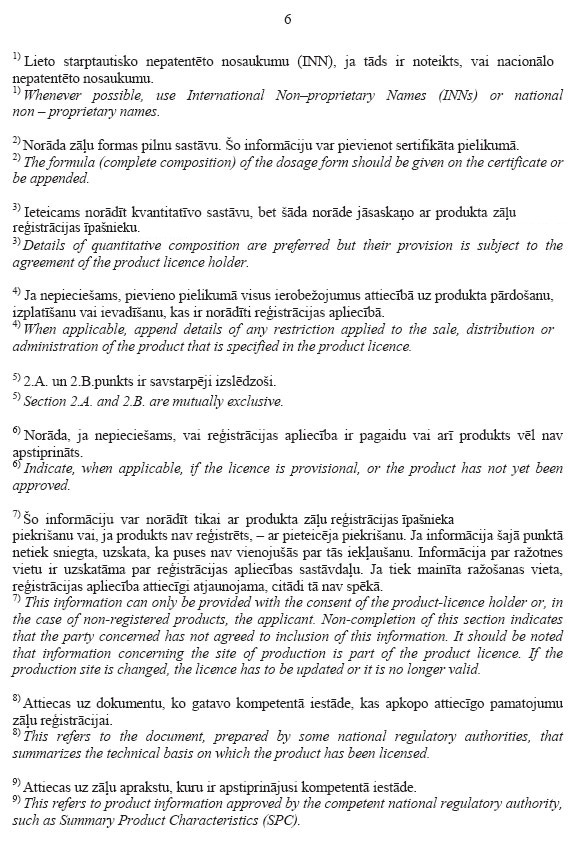 6
1) Lieto starptautisko nepatentēto nosaukumu (INN), ja tāds ir noteikts, vai nacionālo
nepatentēto nosaukumu.
1) Whenever possible, use International Non–proprietary Names (INNs) or national
non – proprietary names.
2) Norāda zāļu formas pilnu sastāvu. Šo informāciju var pievienot sertifikāta pielikumā.
2) The formula (complete composition) of the dosage form should be given on the certificate or
be appended.
3) Ieteicams norādīt kvantitatīvo sastāvu, bet šāda norāde jāsaskaņo ar produkta zāļu
reģistrācijas īpašnieku.
3) Details of quantitative composition are preferred but their provision is subject to the
agreement of the product licence holder.
4) Ja nepieciešams, pievieno pielikumā visus ierobežojumus attiecībā uz produkta pārdošanu,
izplatīšanu vai ievadīšanu, kas ir norādīti reģistrācijas apliecībā.
4) When applicable, append details of any restriction applied to the sale, distribution or
administration of the product that is specified in the product licence.
5) 2.A. un 2.B.punkts ir savstarpēji izslēdzoši.
5) Section 2.A. and 2.B. are mutually exclusive.
6) Norāda, ja nepieciešams, vai reģistrācijas apliecība ir pagaidu vai arī produkts vēl nav
apstiprināts.
6) Indicate, when applicable, if the licence is provisional, or the product has not yet been
approved.
7) Šo informāciju var norādīt tikai ar produkta zāļu reģistrācijas īpašnieka
piekrišanu vai, ja produkts nav reģistrēts, – ar pieteicēja piekrišanu. Ja informācija šajā punktā
netiek sniegta, uzskata, ka puses nav vienojušās par tās iekļaušanu. Informācija par ražotnes
vietu ir uzskatāma par reģistrācijas apliecības sastāvdaļu. Ja tiek mainīta ražošanas vieta,
reģistrācijas apliecība attiecīgi atjaunojama, citādi tā nav spēkā.
7) This information can only be provided with the consent of the product-licence holder or, in
the case of non-registered products, the applicant. Non-completion of this section indicates
that the party concerned has not agreed to inclusion of this information. It should be noted
that information concerning the site of production is part of the product licence. If the
production site is changed, the licence has to be updated or it is no longer valid.
8) Attiecas uz dokumentu, ko gatavo kompetentā iestāde, kas apkopo attiecīgo pamatojumu
zāļu reģistrācijai.
8) This refers to the document, prepared by some national regulatory authorities, that
summarizes the technical basis on which the product has been licensed.
9) Attiecas uz zāļu aprakstu, kuru ir apstiprinājusi kompetentā iestāde.
9) This refers to product information approved by the competent national regulatory authority,
such as Summary Product Characteristics (SPC).